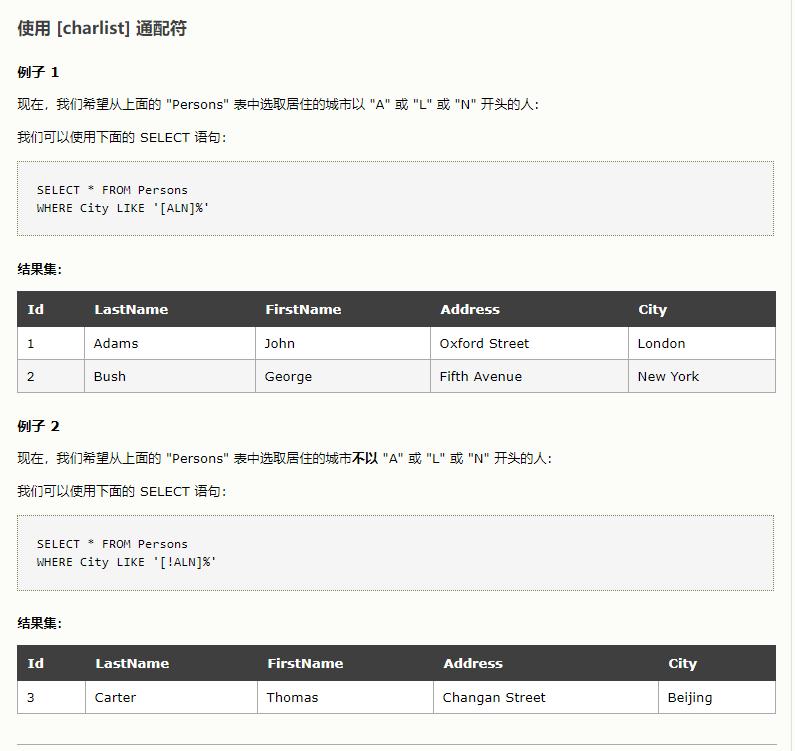 使用 [charlist] 通配符
例子 1
现在，我们希望从上面的 "Persons" 表中选取居住的城市以 "A" 或 "L" 或 "N" 开头的人：
我们可以使用下面的 SELECT 语句：
SELECT * FROM Persons
WHERE City LIKE '[ALN]%'
结果集：
Id LastName FirstName Address City
1 Adams John Oxford Street London
2 Bush George Fifth Avenue New York
例子 2
现在，我们希望从上面的 "Persons" 表中选取居住的城市不以 "A" 或 "L" 或 "N" 开头的人：
我们可以使用下面的 SELECT 语句：
SELECT * FROM Persons
WHERE City LIKE '[!ALN]%'
结果集：
Id LastName FirstName Address City
3 Carter Thomas Changan Street Beijing